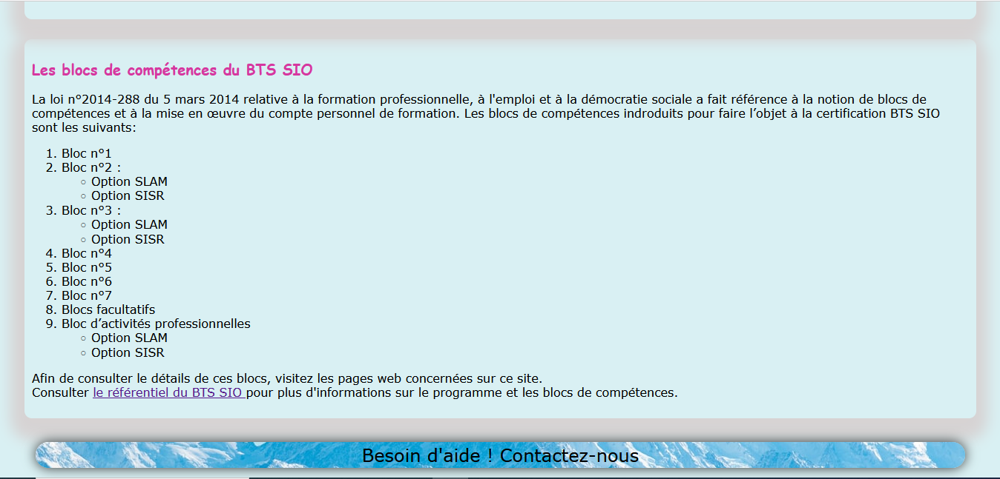 Les blocs de compétences du BTS SIO
La loi n°2014-288 du 5 mars 2014 relative à la formation professionnelle, à l'emploi et à la démocratie sociale a fait référence à la notion de blocs de
compétences et à la mise en œuvre du compte personnel de formation. Les blocs de compétences indroduits pour faire l’objet à la certification BTS SIO
sont les suivants:
1. Bloc n°1
2. Bloc n°2 :
○ Option SLAM
○ Option SISR
3. Bloc n°3 :
○ Option SLAM
○ Option SISR
4. Bloc n°4
5. Bloc n°5
6. Bloc n°6
7. Bloc n°7
8. Blocs facultatifs
9. Bloc d’activités professionnelles
○ Option SLAM
○ Option SISR
Afin de consulter le détails de ces blocs, visitez les pages web concernées sur ce site.
Consulter le référentiel du BTS SIO pour plus d'informations sur le programme et les blocs de compétences.
Besoin d'aide ! Contactez-nous